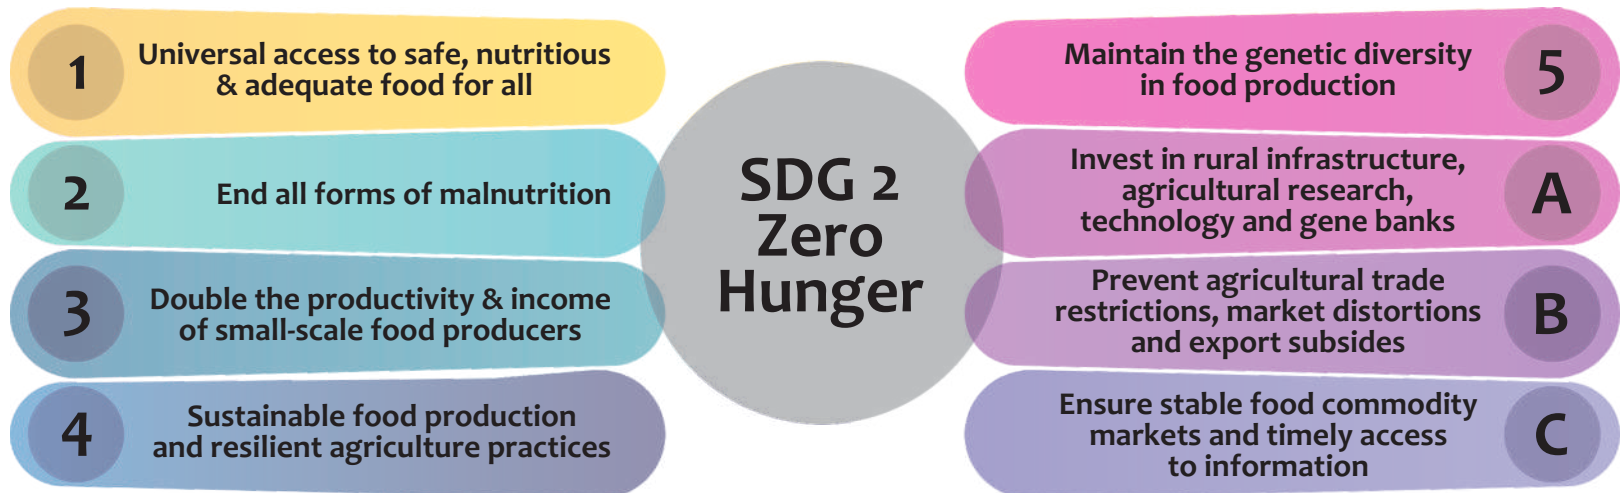 1
Universal access to safe, nutritious
& adequate food for all
2
End all forms of malnutrition
3
Double the productivity & income
of small-scale food producers
4
Sustainable food production
and resilient agriculture practices
SDG 2
Zero
Hunger
Maintain the genetic diversity
in food production
5
Invest in rural infrastructure,
agricultural research,
technology and gene banks
A
Prevent agricultural trade
restrictions, market distortions
and export subsides
B
Ensure stable food commodity
markets and timely access
to information
C